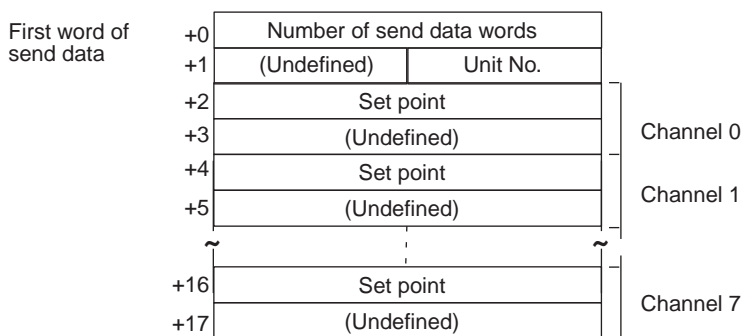 First word of
send data
+0 Number of send data words
+1 (Undefined) Unit No.
+2 Set point
+3 (Undefined)
Channel 0
+4 Set point
+5 (Undefined)
Channel 1
~ ~
+16 Set point
+17 (Undefined)
Channel 7